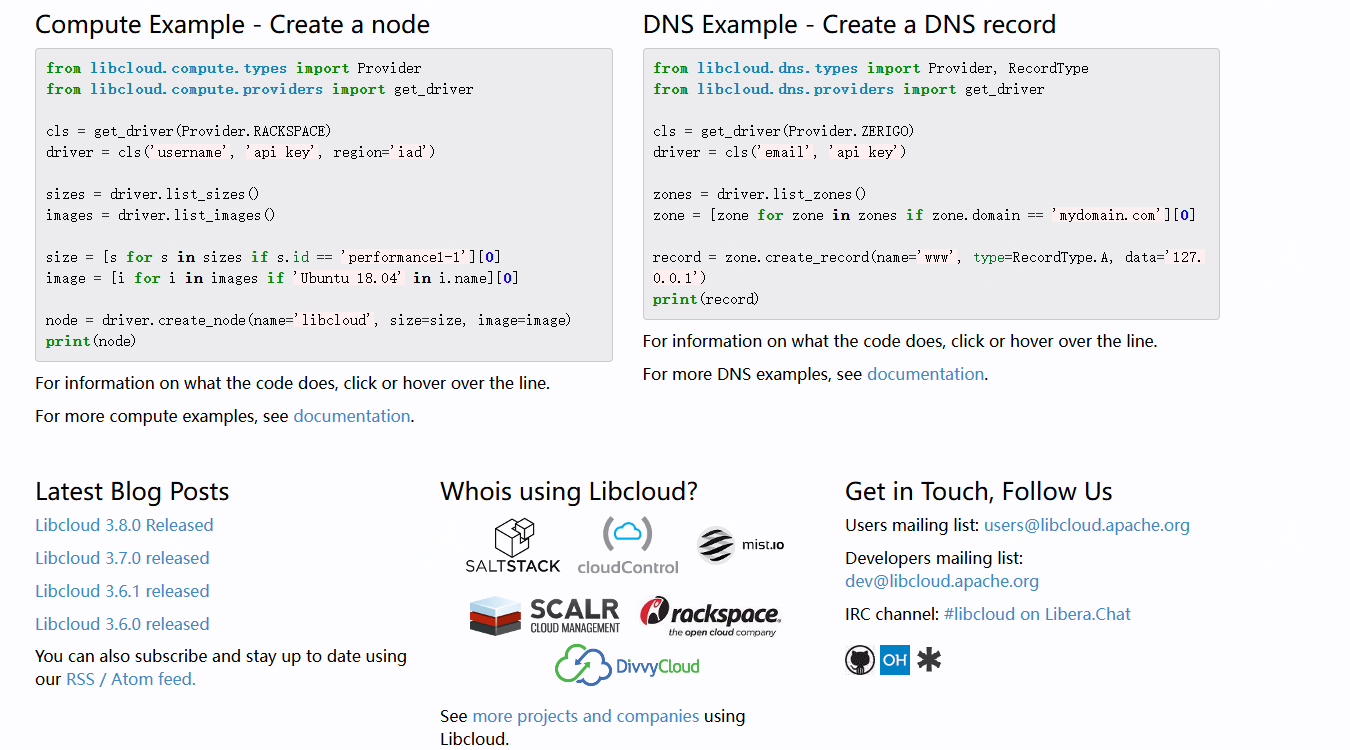 Compute Example - Create a node
from libcloud.compute.types import Provider
from libcloud.compute.providers import get_driver
cls = get_driver(Provider.RACKSPACE)
driver = cls('username', 'api key', region='iad')
sizes = driver.list_sizes()
images = driver.list_images()
size = [s for s in sizes if s.id == 'performance1-1'][0]
image = [i for i in images if 'Ubuntu 18.04' in i.name][0]
node = driver.create_node(name='libcloud', size=size, image=image)
print(node)
For information on what the code does, click or hover over the line.
For more compute examples, see documentation.
DNS Example - Create a DNS record
from libcloud.dns.types import Provider, RecordType
from libcloud.dns.providers import get_driver
cls = get_driver(Provider.ZERIGO)
driver = cls('email', 'api key')
zones = driver.list_zones()
zone = [zone for zone in zones if zone.domain == 'mydomain.com'][0]
record = zone.create_record(name='www', type=RecordType.A, data='127.
0.0.1')
print(record)
For information on what the code does, click or hover over the line.
For more DNS examples, see documentation.
Latest Blog Posts
Libcloud 3.8.0 Released
Libcloud 3.7.0 released
Libcloud 3.6.1 released
Libcloud 3.6.0 released
You can also subscribe and stay up to date using
our RSS / Atom feed.
Whois using Libcloud?
SALTSTACK
cloudControl
mist.io
SCALR
CLOUD MANAGEMENT
rackspace.
the open cloud company
DivvyCloud
See more projects and companies using
Libcloud.
Get in Touch, Follow Us
Users mailing list: users@libcloud.apache.org
Developers mailing list:
dev@libcloud.apache.org
IRC channel: #libcloud on Libera.Chat
OH